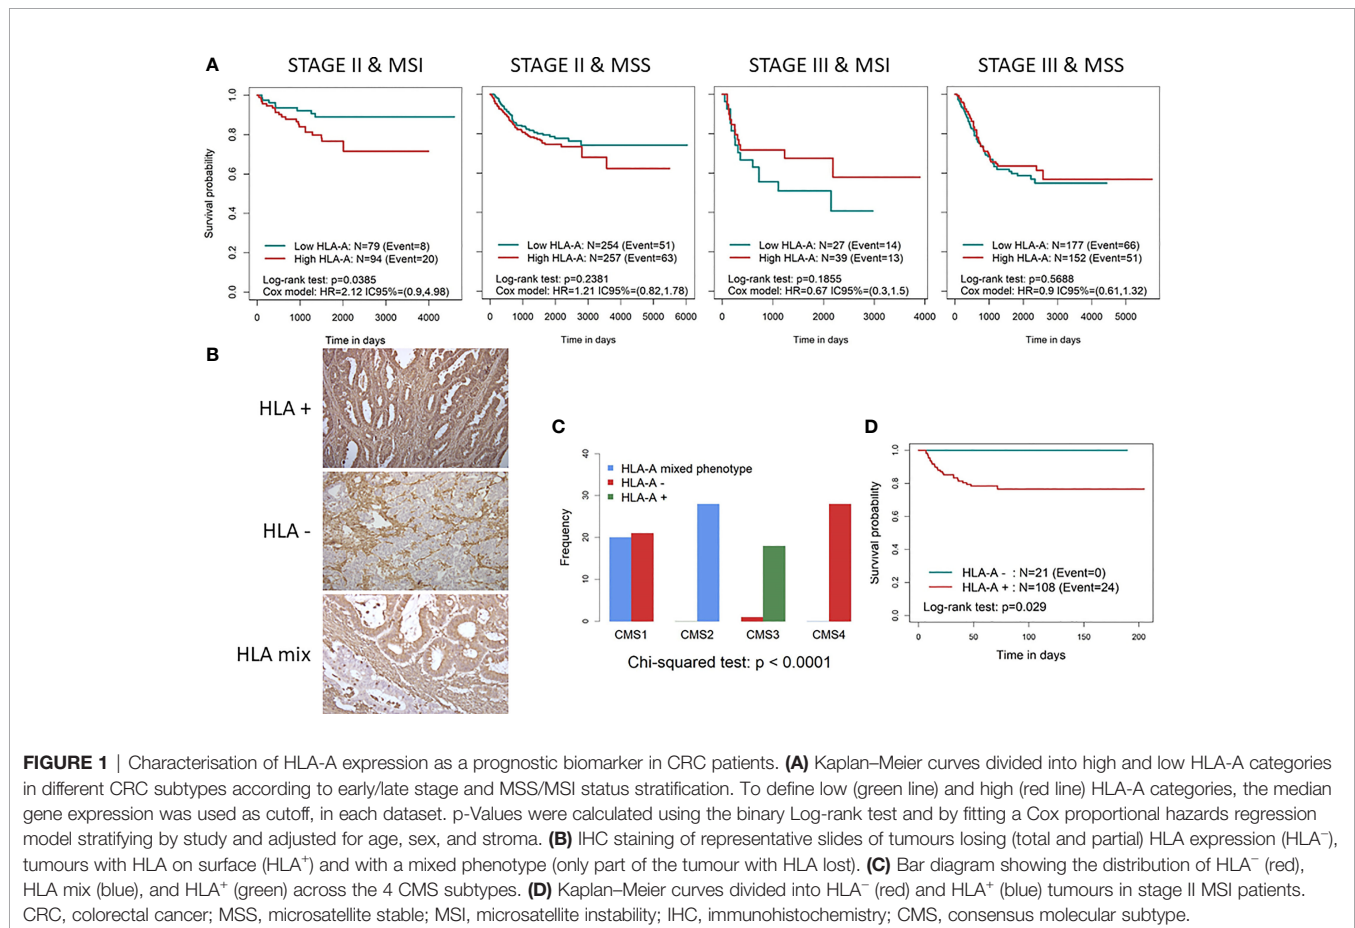 A
STAGE II & MSI
STAGE II & MSS
STAGE III & MSI
STAGE III & MSS
Survival probability
1.0
0.8
0.6
0.4
0.2
0.0
Low HLA-A: N=79 (Event=8)
High HLA-A: N=94 (Event=20)
Log-rank test: p=0.0385
Cox model: HR=2.12 IC95%=(0.9,4.98)
0 1000 2000 3000 4000
Time in days
Low HLA-A: N=254 (Event=51)
High HLA-A: N=257 (Event=63)
Log-rank test: p=0.2381
Cox model: HR=1.21 IC95%=(0.82,1.78)
0 1000 2000 3000 4000 5000 6000
Time in days
Low HLA-A: N=27 (Event=14)
High HLA-A: N=39 (Event=13)
Log-rank test: p=0.1855
Cox model: HR=0.67 IC95%=(0.3,1.5)
0 1000 2000 3000 4000
Time in days
Low HLA-A: N=177 (Event=66)
High HLA-A: N=152 (Event=51)
Log-rank test: p=0.5688
Cox model: HR=0.9 IC95%=(0.61,1.32)
0 1000 2000 3000 4000 5000
Time in days
B
HLA +
HLA -
HLA mix
C
Frequency
40
30
20
10
0
HLA-A mixed phenotype
HLA-A -
HLA-A +
CMS1 CMS2 CMS3 CMS4
Chi-squared test: p < 0.0001
D
Survival probability
1.0
0.8
0.6
0.4
0.2
0.0
HLA-A - : N=21 (Event=0)
HLA-A + : N=108 (Event=24)
Log-rank test: p=0.029
0 50 100 150 200
Time in days
FIGURE 1 | Characterisation of HLA-A expression as a prognostic biomarker in CRC patients. (A) Kaplan–Meier curves divided into high and low HLA-A categories
in different CRC subtypes according to early/late stage and MSS/MSI status stratification. To define low (green line) and high (red line) HLA-A categories, the median
gene expression was used as cutoff, in each dataset. p-Values were calculated using the binary Log-rank test and by fitting a Cox proportional hazards regression
model stratifying by study and adjusted for age, sex, and stroma. (B) IHC staining of representative slides of tumours losing (total and partial) HLA expression (HLA⁻),
tumours with HLA on surface (HLA⁺) and with a mixed phenotype (only part of the tumour with HLA lost). (C) Bar diagram showing the distribution of HLA⁻ (red),
HLA mix (blue), and HLA⁺ (green) across the 4 CMS subtypes. (D) Kaplan–Meier curves divided into HLA⁻ (red) and HLA⁺ (blue) tumours in stage II MSI patients.
CRC, colorectal cancer; MSS, microsatellite stable; MSI, microsatellite instability; IHC, immunohistochemistry; CMS, consensus molecular subtype.